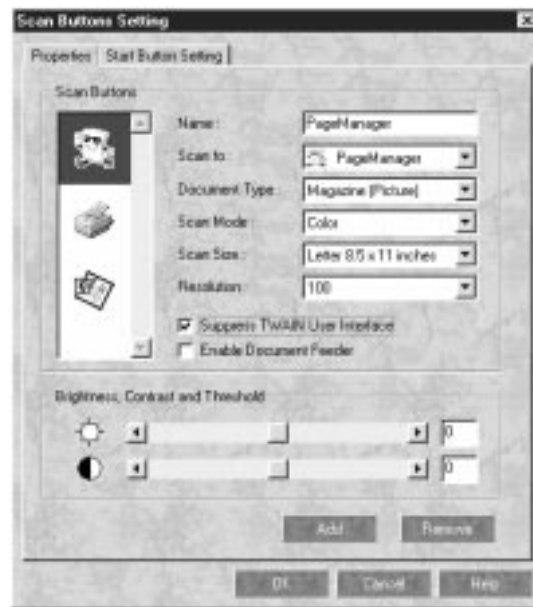 Scan Buttons Setting
Properties Start Button Setting
Scan Buttons
Name: PageManager
Scan to: PageManager
Document Type: Magazine (Picture)
Scan Mode: Color
Scan Size: Letter 8.5 x 11 inches
Resolution: 100
Suppress TWAIN User Interface
Enable Document Feeder
Brightness, Contrast and Threshold
0
0
Add Remove
OK Cancel Help